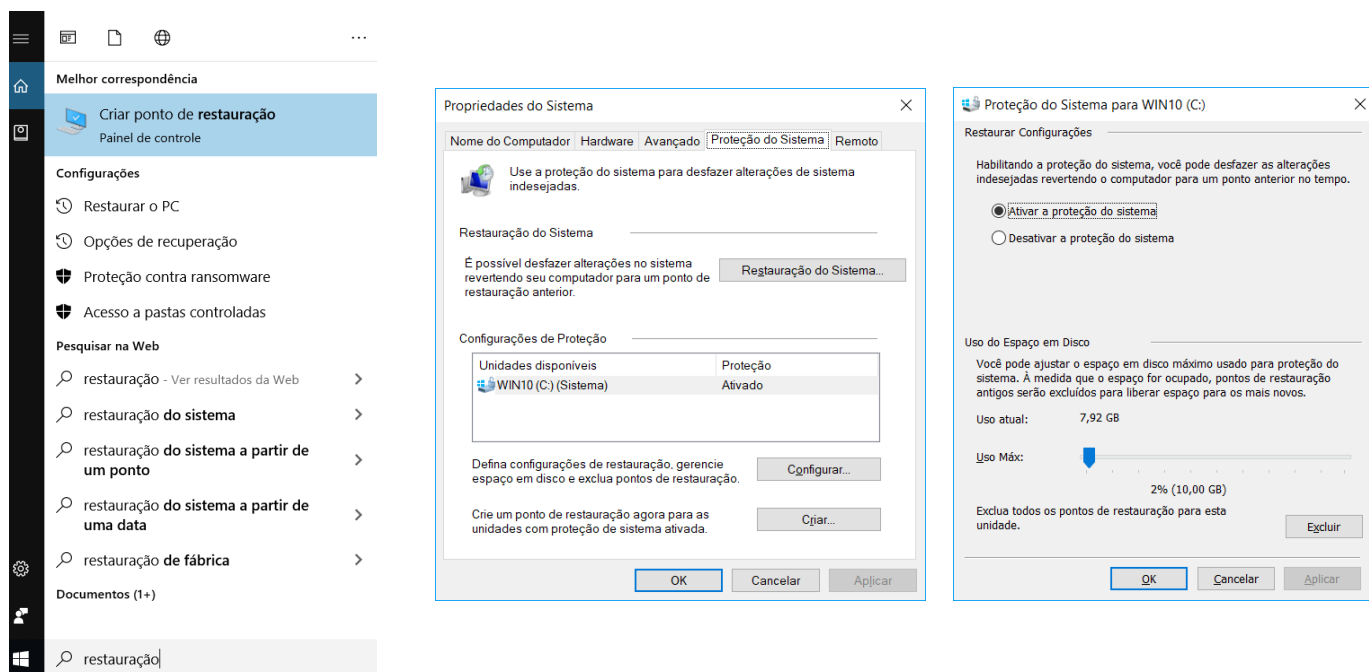 Melhor correspondência
Criar ponto de restauração
Painel de controle
Configurações
Restaurar o PC
Opções de recuperação
Proteção contra ransomware
Acesso a pastas controladas
Pesquisar na Web
restauração - Ver resultados da Web
restauração do sistema
restauração do sistema a partir de
um ponto
restauração do sistema a partir de
uma data
restauração de fábrica
Documentos (1+)
restauração
Propriedades do Sistema
Nome do Computador Hardware Avançado Proteção do Sistema Remoto
Use a proteção do sistema para desfazer alterações de sistema
indesejadas.
Restauração do Sistema
É possível desfazer alterações no sistema
revertendo seu computador para um ponto de
restauração anterior.
Restauração do Sistema...
Configurações de Proteção
Unidades disponíveis Proteção
WIN10 (C:) (Sistema) Ativado
Defina configurações de restauração, gerencie
espaço em disco e exclua pontos de restauração.
Configurar...
Crie um ponto de restauração agora para as
unidades com proteção de sistema ativada.
Criar...
OK Cancelar Aplicar
Proteção do Sistema para WIN10 (C:)
Restaurar Configurações
Habilitando a proteção do sistema, você pode desfazer as alterações
indesejadas revertendo o computador para um ponto anterior no tempo.
Ativar a proteção do sistema
Desativar a proteção do sistema
Uso do Espaço em Disco
Você pode ajustar o espaço em disco máximo usado para proteção do
sistema. À medida que o espaço for ocupado, pontos de restauração
antigos serão excluídos para liberar espaço para os mais novos.
Uso atual: 7,92 GB
Uso Máx:
2% (10,00 GB)
Exclua todos os pontos de restauração para esta
unidade.
Excluir
OK Cancelar Aplicar